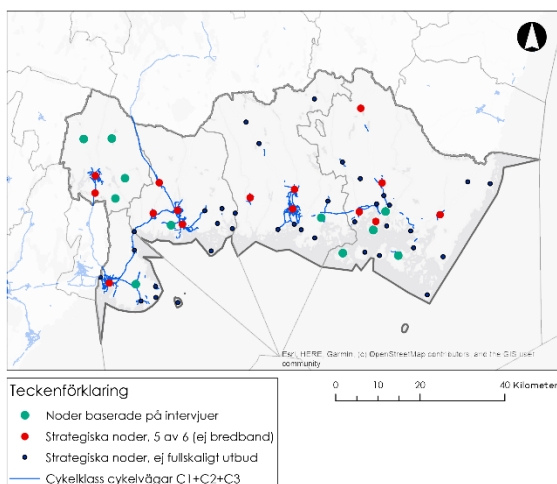 Esri, HERE, Garmin, (c) OpenStreetMap contributors, and the GIS user
community
Teckenförklaring
Noder baserade på intervjuer
Strategiska noder, 5 av 6 (ej bredband)
Strategiska noder, ej fullskaligt utbud
Cykelklass cykelvägar C1+C2+C3
0 10 20 40 Kilometer